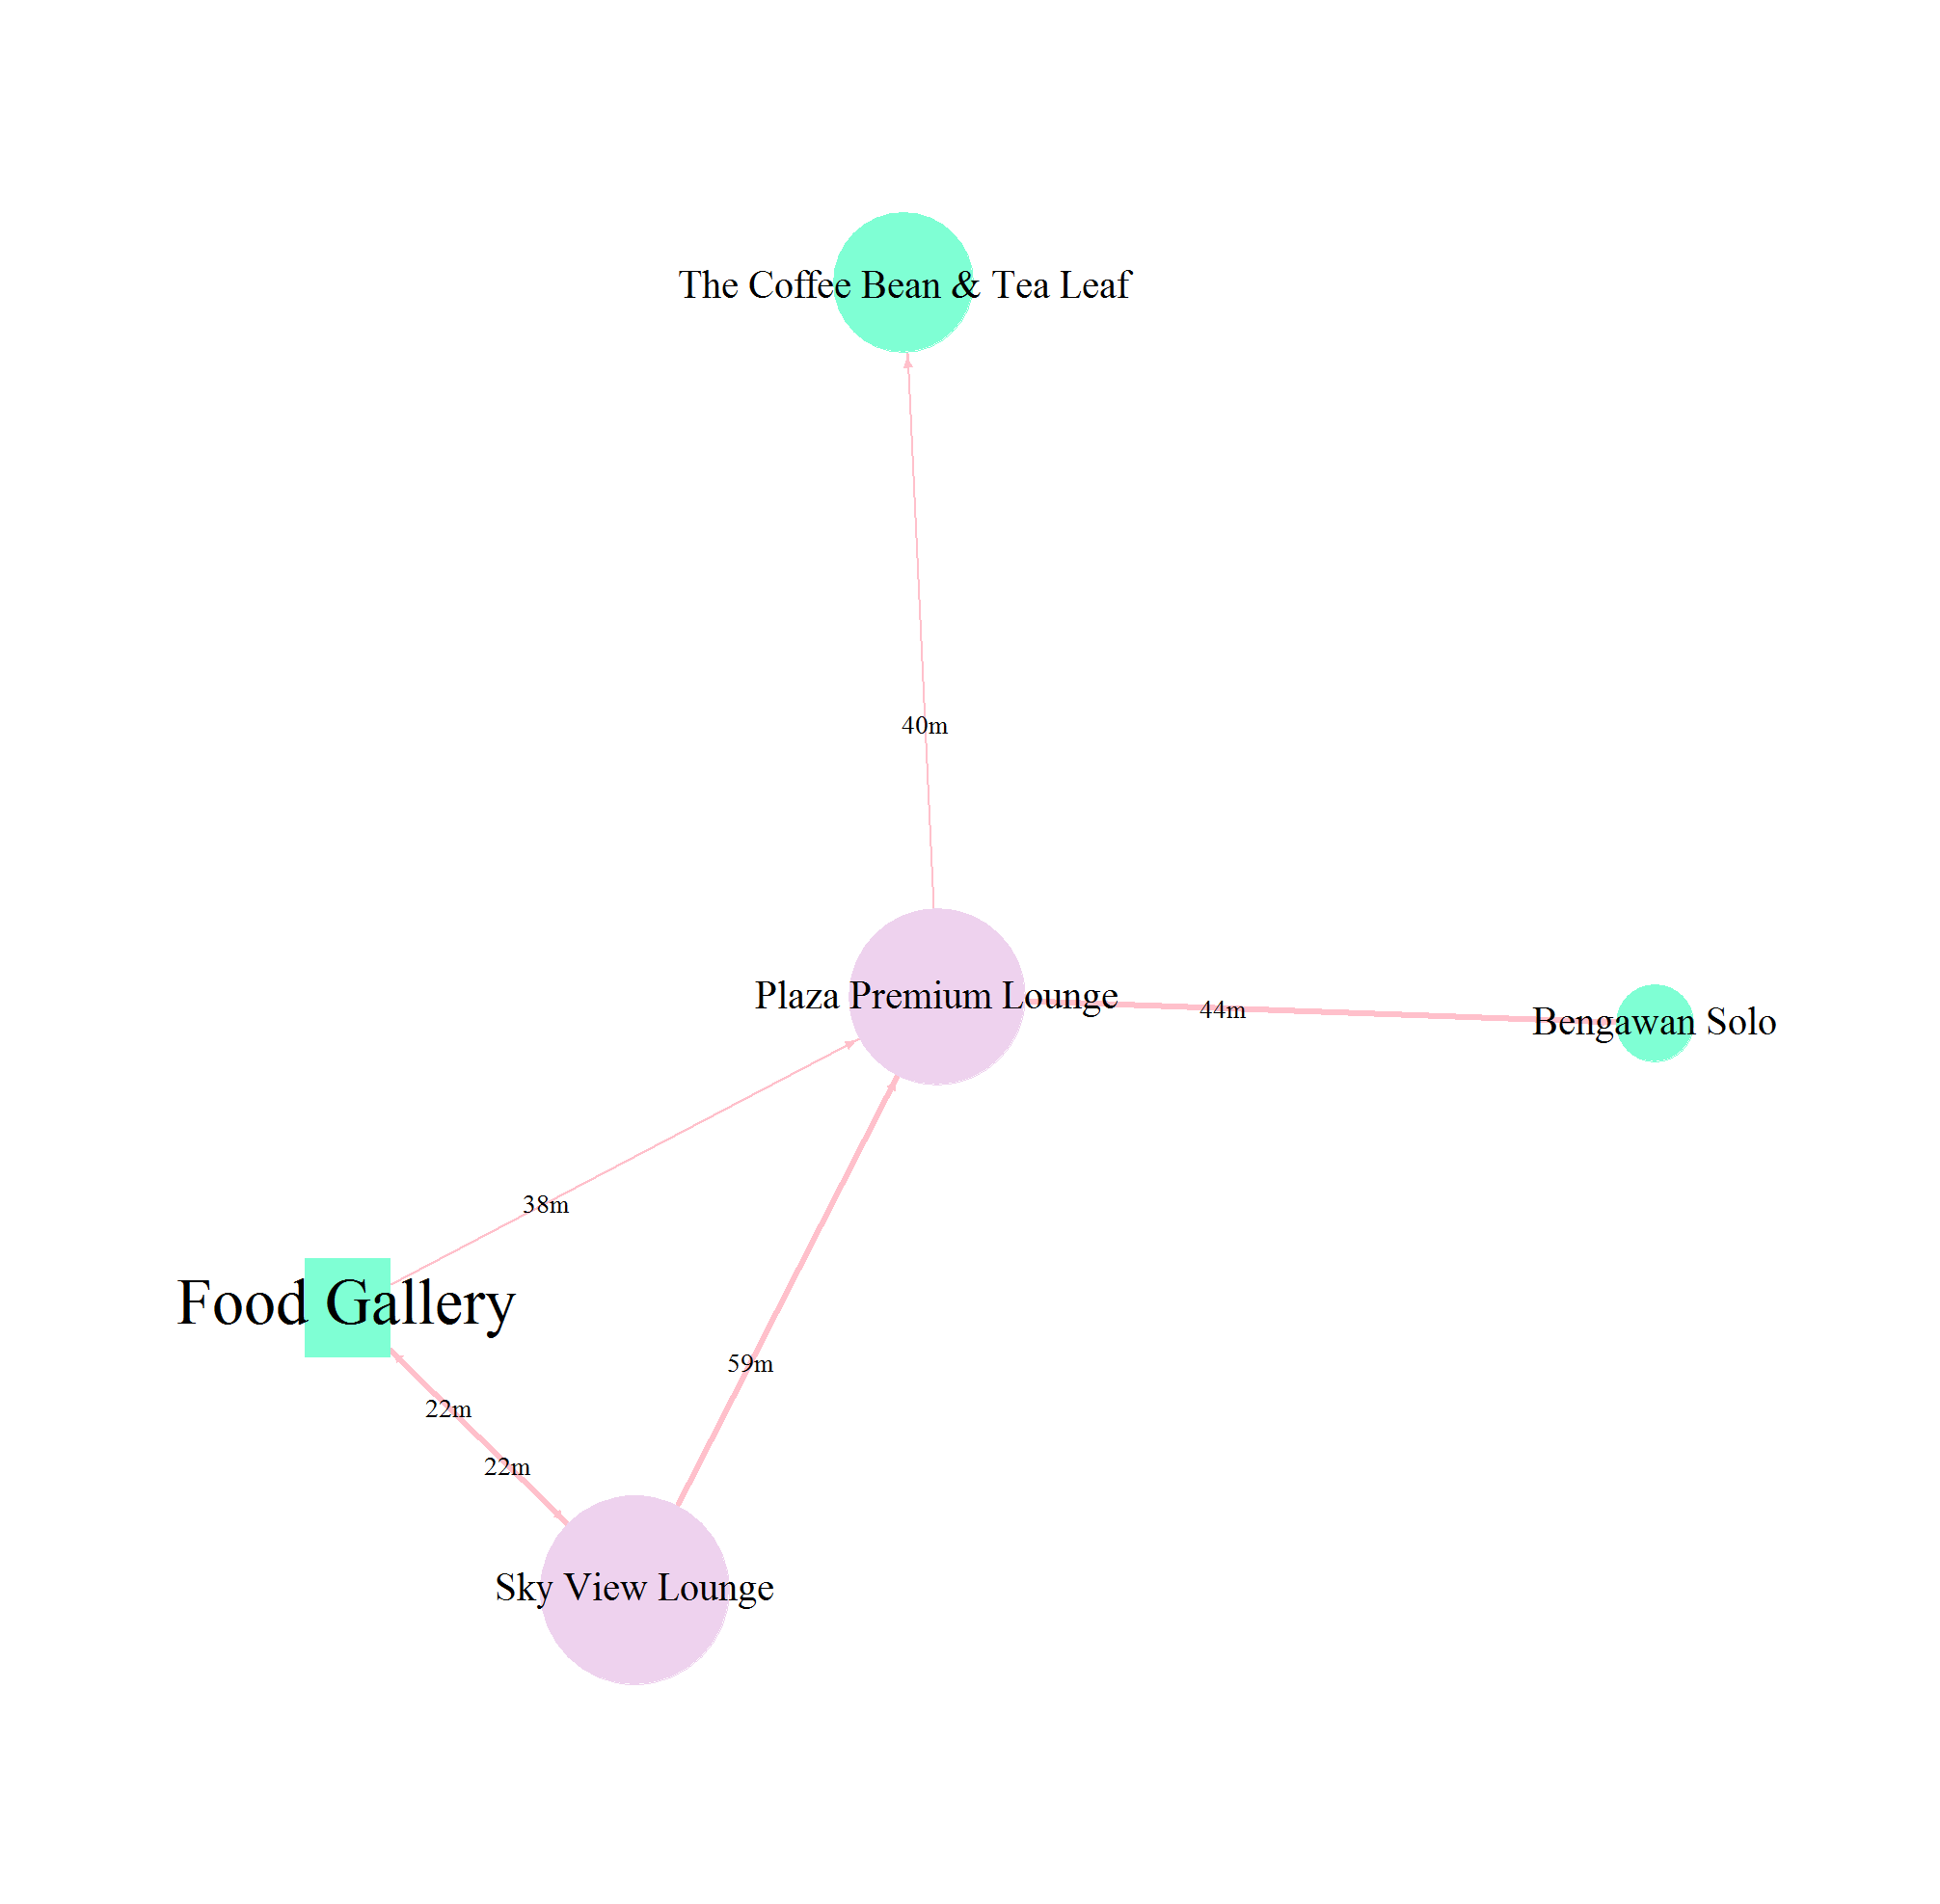 The Coffee Bean & Tea Leaf
40m
Plaza Premium Lounge
44m
Bengawan Solo
38m
Food Gallery
59m
22m
22m
Sky View Lounge